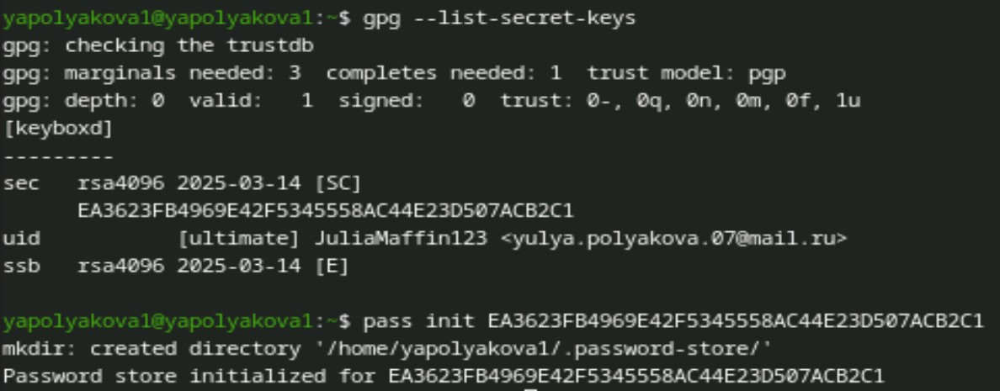 yapolyakova1@yapolyakova1:~$ gpg --list-secret-keys
gpg: checking the trustdb
gpg: marginals needed: 3  completes needed: 1  trust model: pgp
gpg: depth: 0  valid:   1  signed:   0  trust: 0-, 0q, 0n, 0m, 0f, 1u
[keyboxd]
---------
sec   rsa4096 2025-03-14 [SC]
      EA3623FB4969E42F5345558AC44E23D507ACB2C1
uid           [ultimate] JuliaMaffin123 <yulya.polyakova.07@mail.ru>
ssb   rsa4096 2025-03-14 [E]
yapolyakova1@yapolyakova1:~$ pass init EA3623FB4969E42F5345558AC44E23D507ACB2C1
mkdir: created directory '/home/yapolyakova1/.password-store/'
Password store initialized for EA3623FB4969E42F5345558AC44E23D507ACB2C1